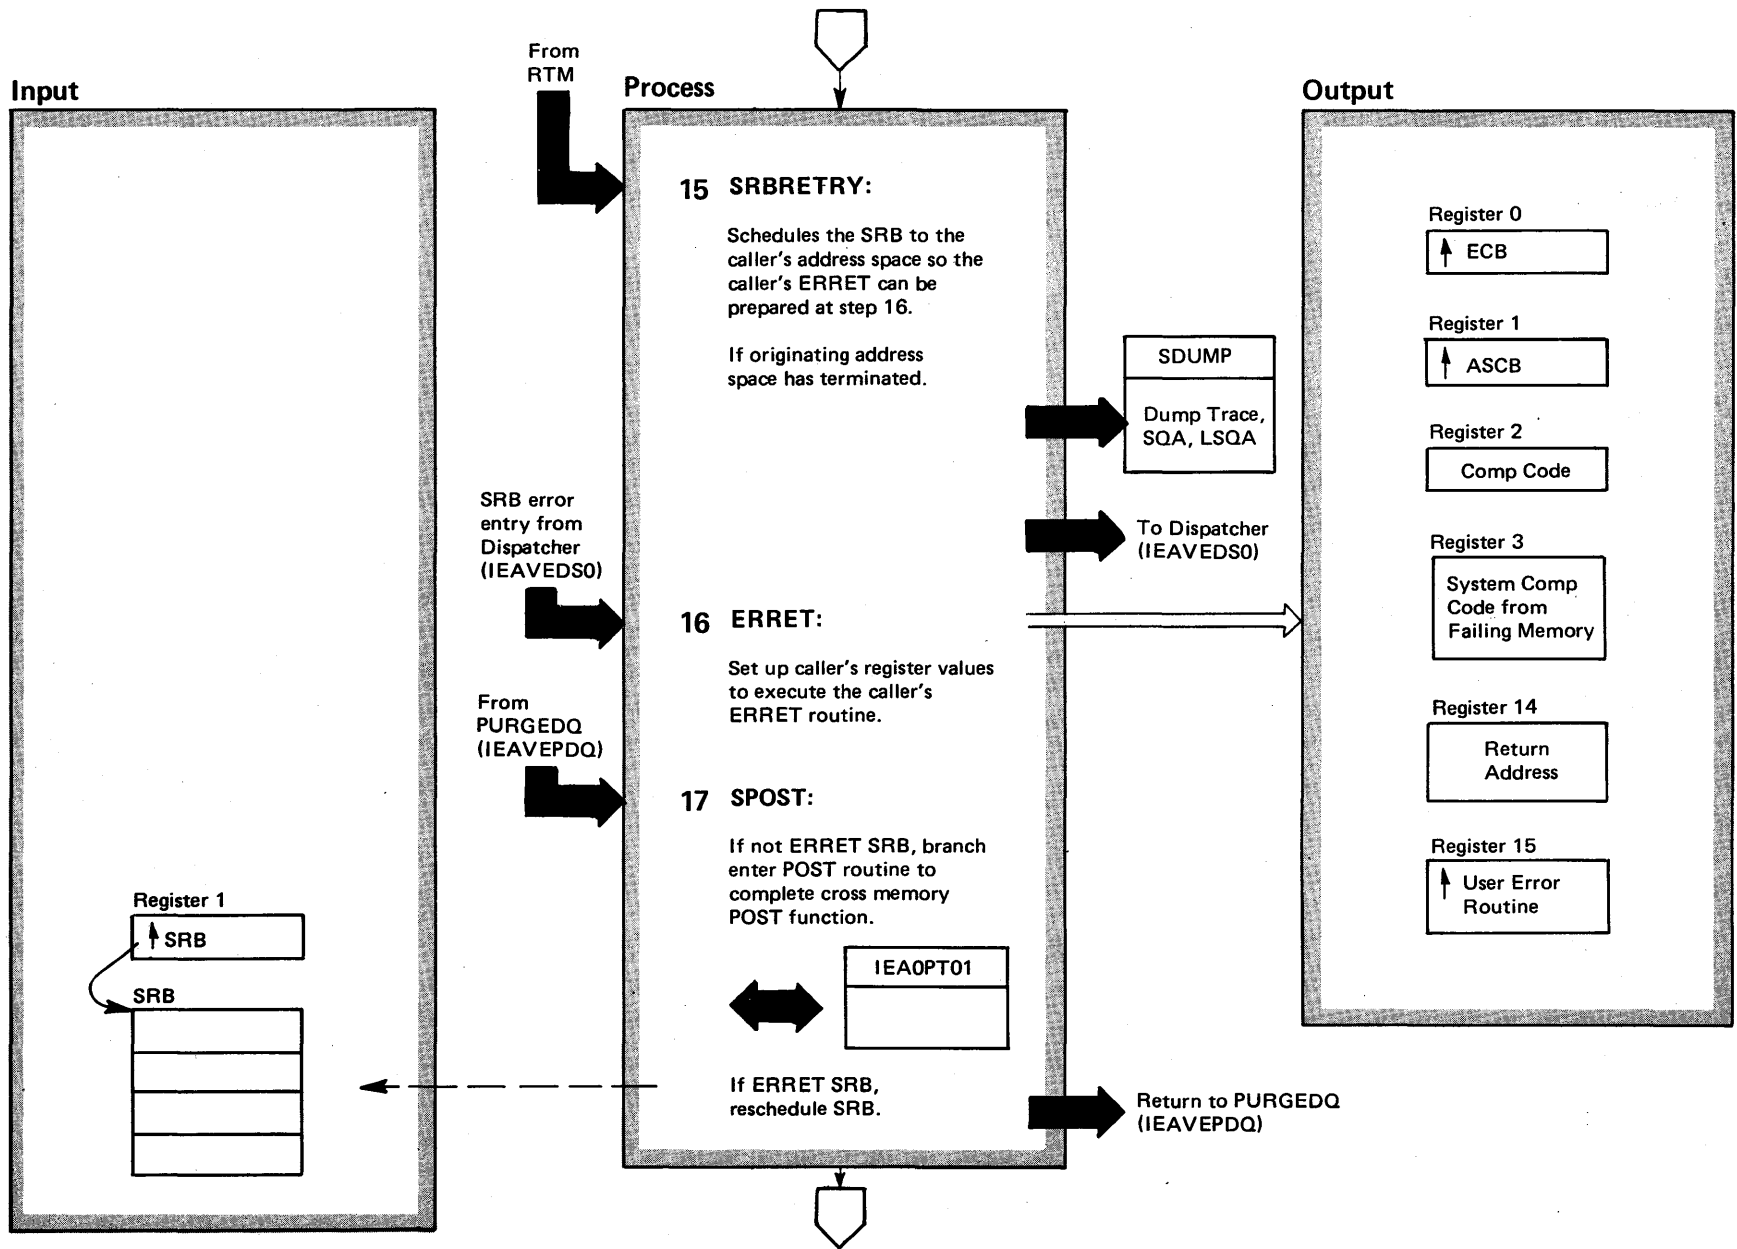 Input
Register 1
SRB
SRB
From
RTM
SRB error
entry from
Dispatcher
(IEAVEDS0)
From
PURGEDQ
(IEAVEPDQ)
Process
15 SRBRETRY:
Schedules the SRB to the
caller's address space so the
caller's ERRET can be
prepared at step 16.
If originating address
space has terminated.
16 ERRET:
Set up caller's register values
to execute the caller's
ERRET routine.
17 SPOST:
If not ERRET SRB, branch
enter POST routine to
complete cross memory
POST function.
IEA0PT01
If ERRET SRB,
reschedule SRB.
SDUMP
Dump Trace,
SQA, LSQA
To Dispatcher
(IEAVEDS0)
Return to PURGEDQ
(IEAVEPDQ)
Output
Register 0
ECB
Register 1
ASCB
Register 2
Comp Code
Register 3
System Comp
Code from
Failing Memory
Register 14
Return
Address
Register 15
User Error
Routine